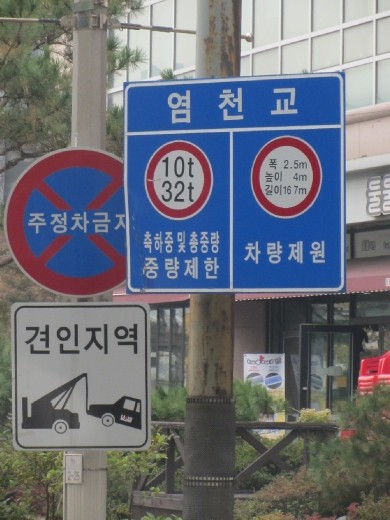 염천교
10t
32t
축하중 및 총중량
중량제한
폭 2.5m
높이 4m
길이 16.7m
차량제원
주정차금지
견인지역